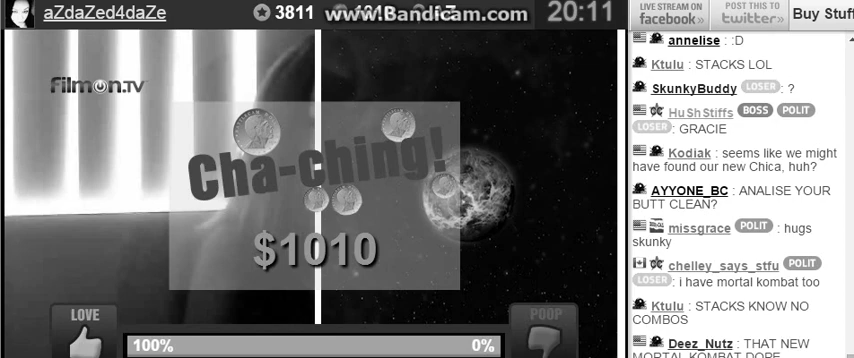 aZdaZed4daZe
3811
www.Bandicam.com
20:11
LIVE STREAM ON
facebook»
POST THIS TO
twitter»
Buy Stuff
FilmOn.TV
Cha-ching!
$1010
LOVE
POOP
100%
0%
annelise : :D
Ktulu : STACKS LOL
SkunkyBuddy LOSER : ?
HuShStiffs BOSS POLIT
LOSER : GRACIE
Kodiak : seems like we might
have found our new Chica, huh?
AYYONE_BC : ANALISE YOUR
BUTT CLEAN?
missgrace POLIT : hugs
skunky
chelley_says_stfu POLIT
LOSER : i have mortal kombat too
Ktulu : STACKS KNOW NO
COMBOS
Deez_Nutz : THAT NEW
MORTAL KOMBAT DOPE